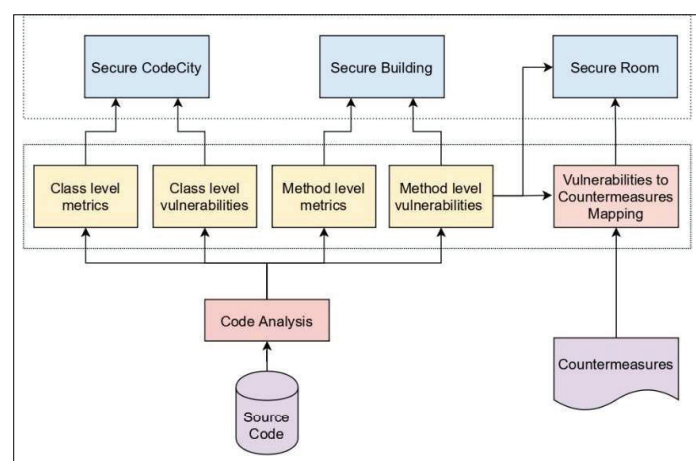 Secure CodeCity
Secure Building
Secure Room
Class level
metrics
Class level
vulnerabilities
Method level
metrics
Method level
vulnerabilities
Vulnerabilities to
Countermeasures
Mapping
Code Analysis
Countermeasures
Source
Code